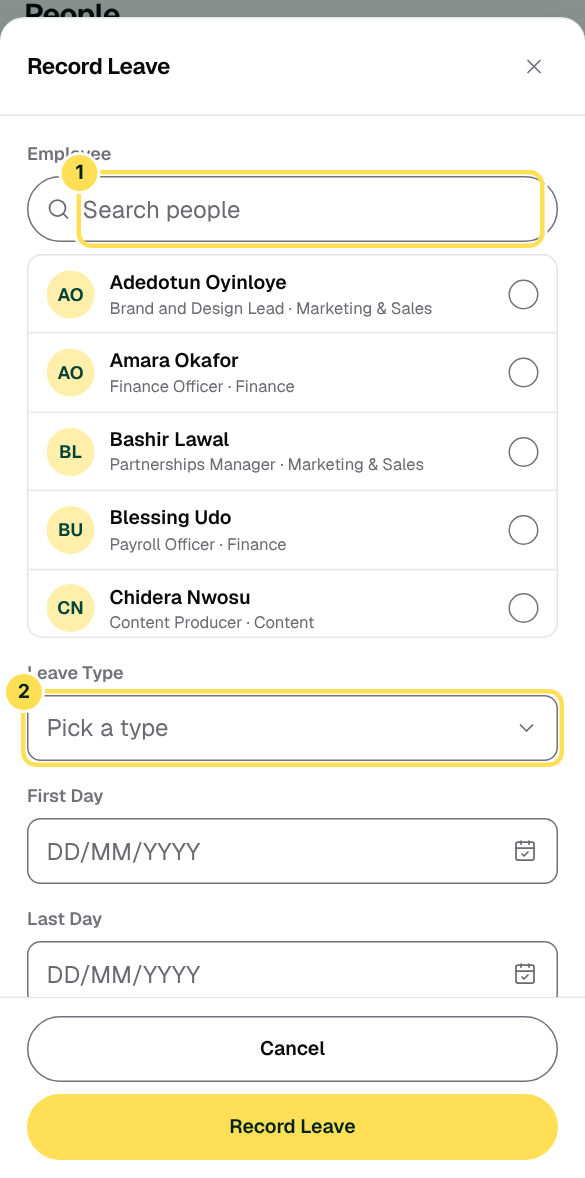 People
Record Leave
Employee
1
Search people
AO
Adedotun Oyinloye
Brand and Design Lead · Marketing & Sales
AO
Amara Okafor
Finance Officer · Finance
BL
Bashir Lawal
Partnerships Manager · Marketing & Sales
BU
Blessing Udo
Payroll Officer · Finance
CN
Chidera Nwosu
Content Producer · Content
Leave Type
2
Pick a type
First Day
DD/MM/YYYY
Last Day
DD/MM/YYYY
Cancel
Record Leave